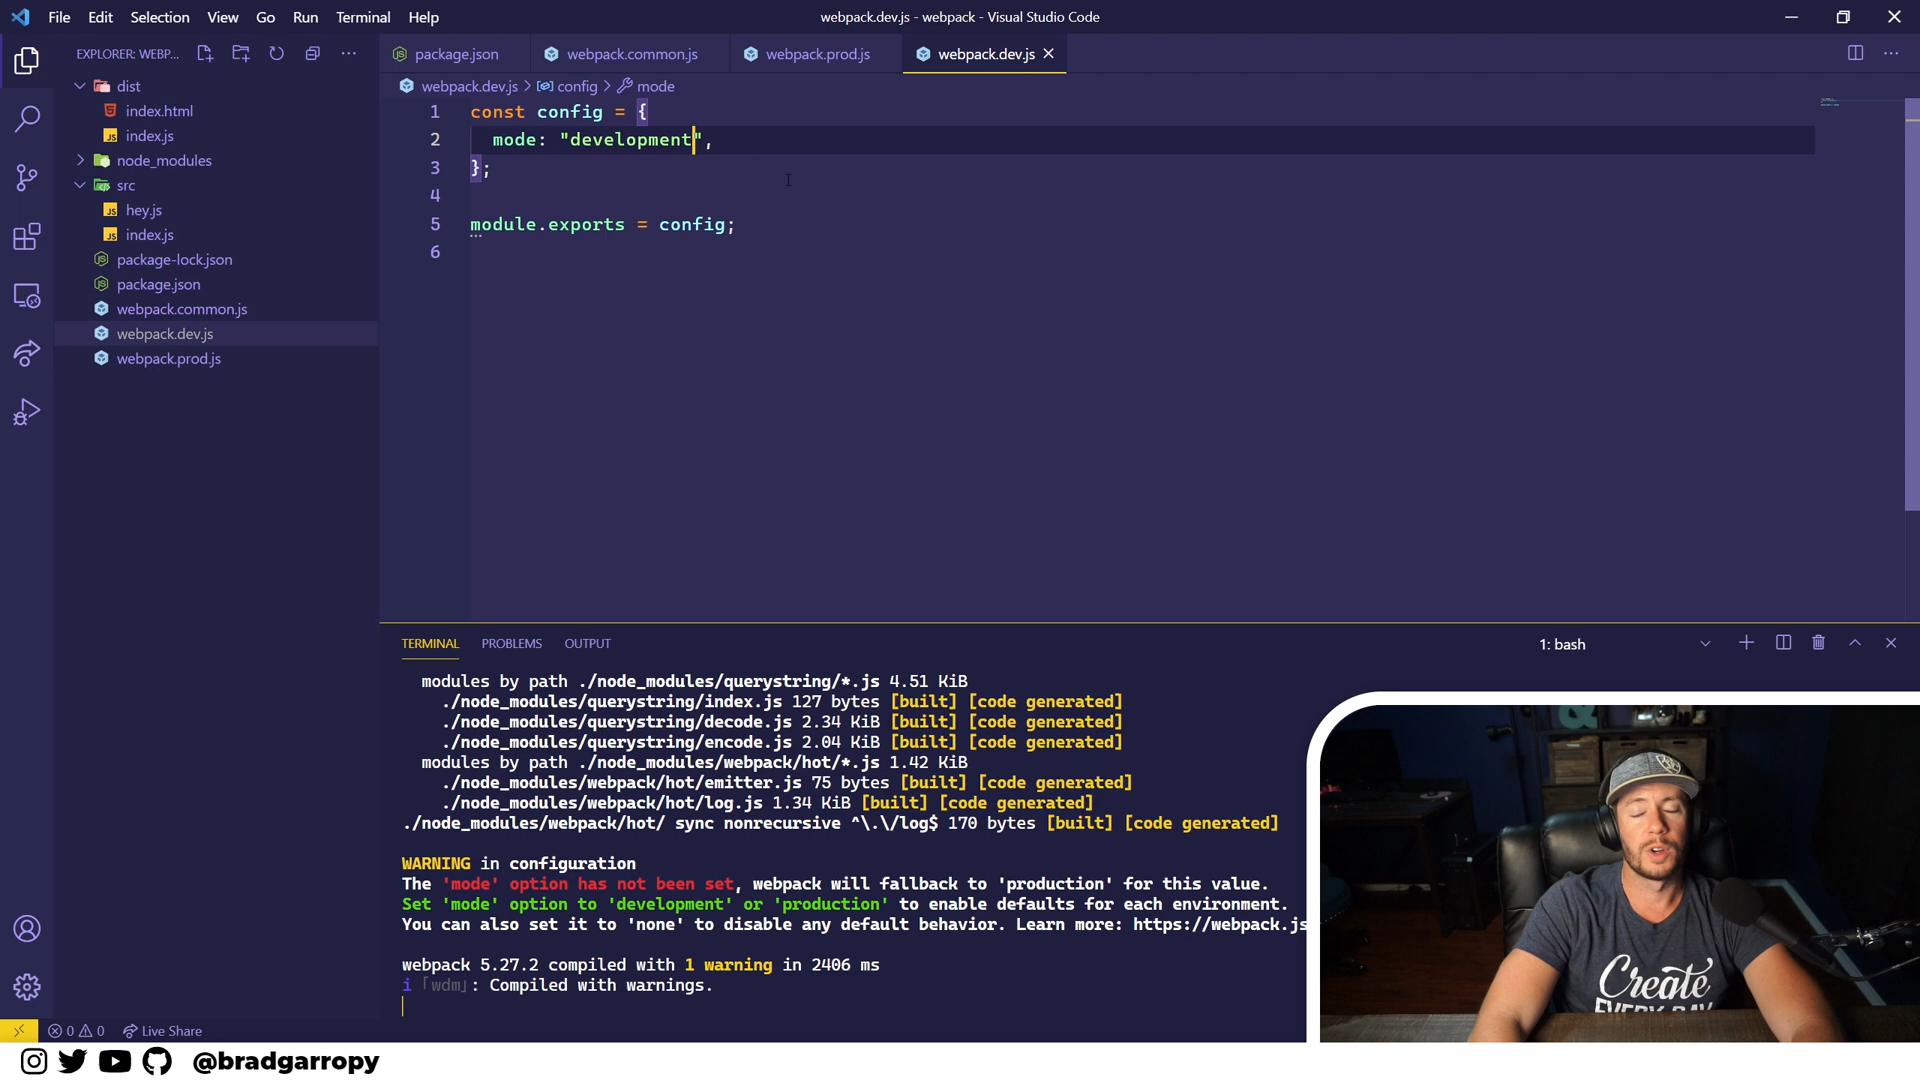 File Edit Selection View Go Run Terminal Help
webpack.dev.js - webpack - Visual Studio Code
EXPLORER: WEBP...
dist
index.html
index.js
node_modules
src
hey.js
index.js
package-lock.json
package.json
webpack.common.js
webpack.dev.js
webpack.prod.js
package.json
webpack.common.js
webpack.prod.js
webpack.dev.js
webpack.dev.js > config > mode
1 const config = {
2 mode: "development",
3 };
4
5 module.exports = config;
6
TERMINAL PROBLEMS OUTPUT
1: bash
modules by path ./node_modules/querystring/*.js 4.51 KiB
./node_modules/querystring/index.js 127 bytes [built] [code generated]
./node_modules/querystring/decode.js 2.34 KiB [built] [code generated]
./node_modules/querystring/encode.js 2.04 KiB [built] [code generated]
modules by path ./node_modules/webpack/hot/*.js 1.42 KiB
./node_modules/webpack/hot/emitter.js 75 bytes [built] [code generated]
./node_modules/webpack/hot/log.js 1.34 KiB [built] [code generated]
./node_modules/webpack/hot/ sync nonrecursive ^\.\/log$ 170 bytes [built] [code generated]
WARNING in configuration
The 'mode' option has not been set, webpack will fallback to 'production' for this value.
Set 'mode' option to 'development' or 'production' to enable defaults for each environment.
You can also set it to 'none' to disable any default behavior. Learn more: https://webpack.js
webpack 5.27.2 compiled with 1 warning in 2406 ms
i ｢wdm｣: Compiled with warnings.
Create
EVERY DAY
0 0 Live Share
@bradgarropy